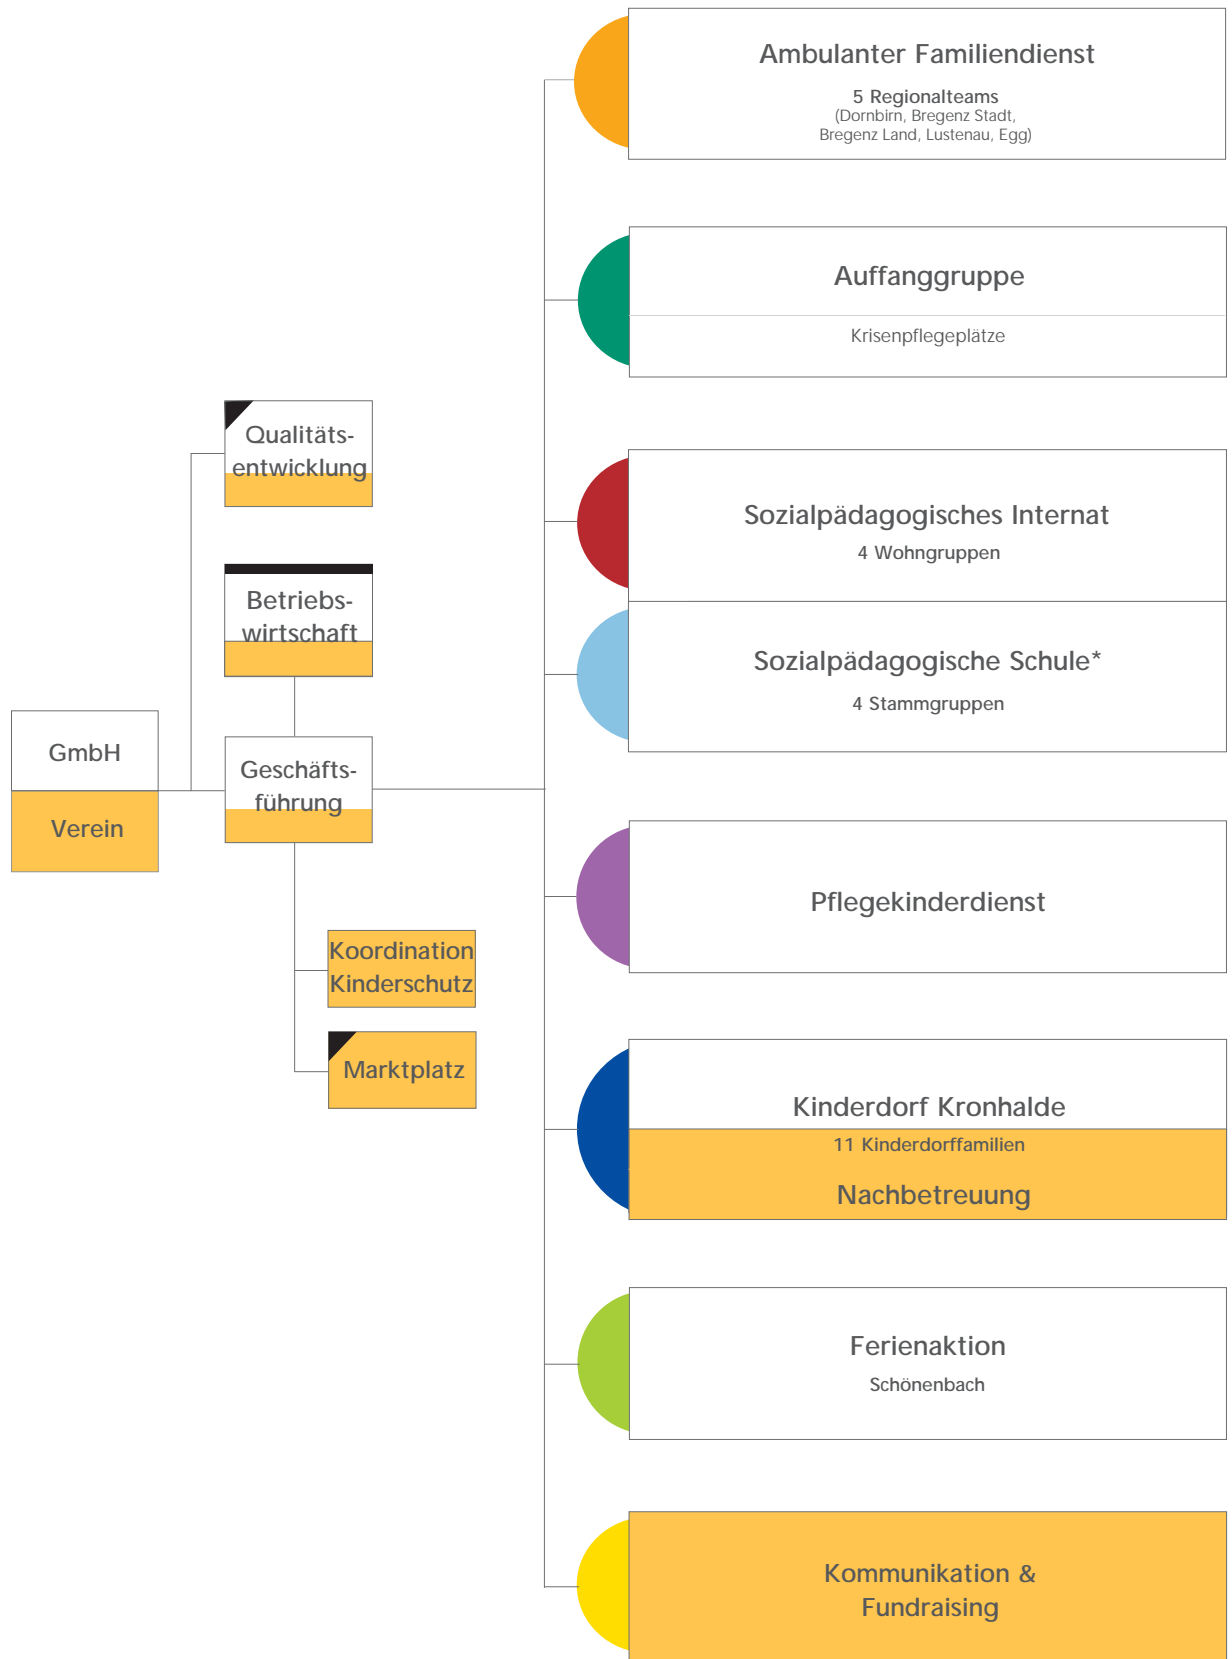 Ambulanter Familiendienst
5 Regionalteams
(Dornbirn, Bregenz Stadt,
Bregenz Land, Lustenau, Egg)
Auffanggruppe
Krisenpflegeplätze
Qualitäts-
entwicklung
Sozialpädagogisches Internat
4 Wohngruppen
Betriebs-
wirtschaft
Sozialpädagogische Schule*
4 Stammgruppen
GmbH
Verein
Geschäfts-
führung
Pflegekinderdienst
Koordination
Kinderschutz
Marktplatz
Kinderdorf Kronhalde
11 Kinderdorffamilien
Nachbetreuung
Ferienaktion
Schönenbach
Kommunikation &
Fundraising